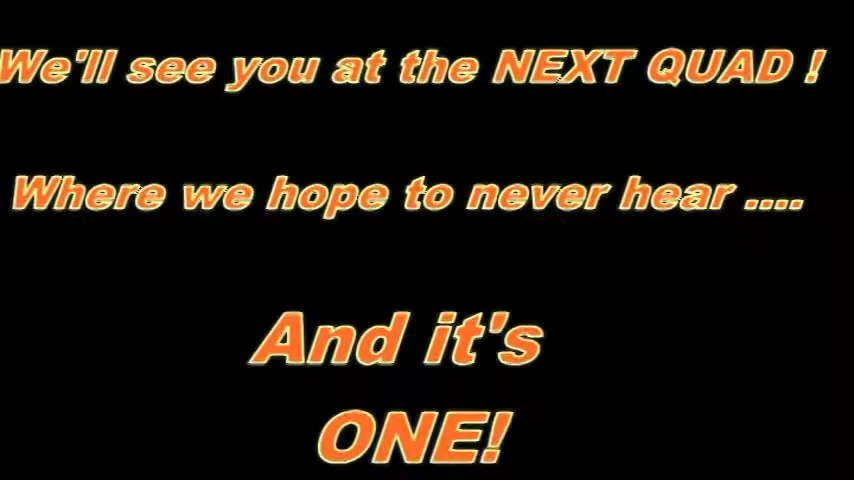 We'll see you at the NEXT QUAD !
Where we hope to never hear ....
And it's
ONE!